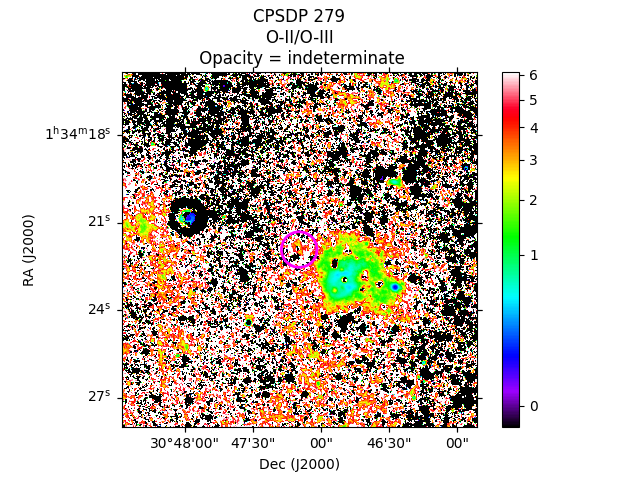 CPSDP 279
O-II/O-III
Opacity = indeterminate
6
5
1ʰ34ᵐ18ˢ
4
3
21ˢ
2
RA (J2000)
1
24ˢ
27ˢ
0
30°48'00" 47'30" 00" 46'30" 00"
Dec (J2000)